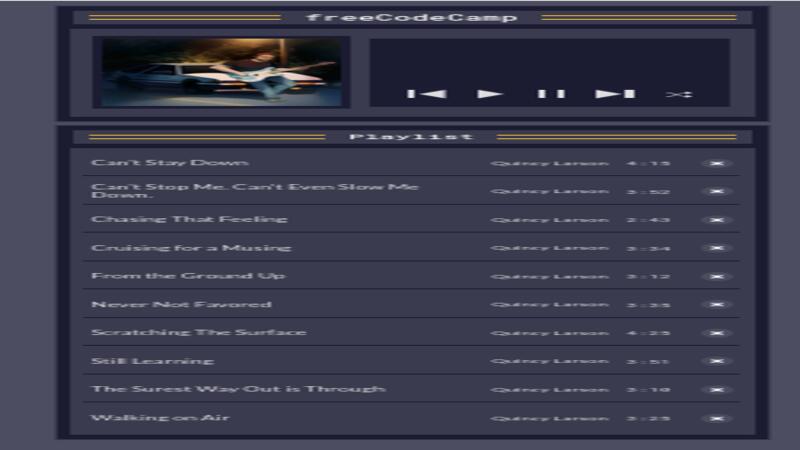 freeCodeCamp
Playlist
Can't Stay Down Quincy Larson 4:15
Can't Stop Me. Can't Even Slow Me
Down. Quincy Larson 3:52
Chasing That Feeling Quincy Larson 2:43
Cruising for a Musing Quincy Larson 3:34
From the Ground Up Quincy Larson 3:12
Never Not Favored Quincy Larson 3:35
Scratching The Surface Quincy Larson 4:25
Still Learning Quincy Larson 3:51
The Surest Way Out is Through Quincy Larson 3:10
Walking on Air Quincy Larson 3:25